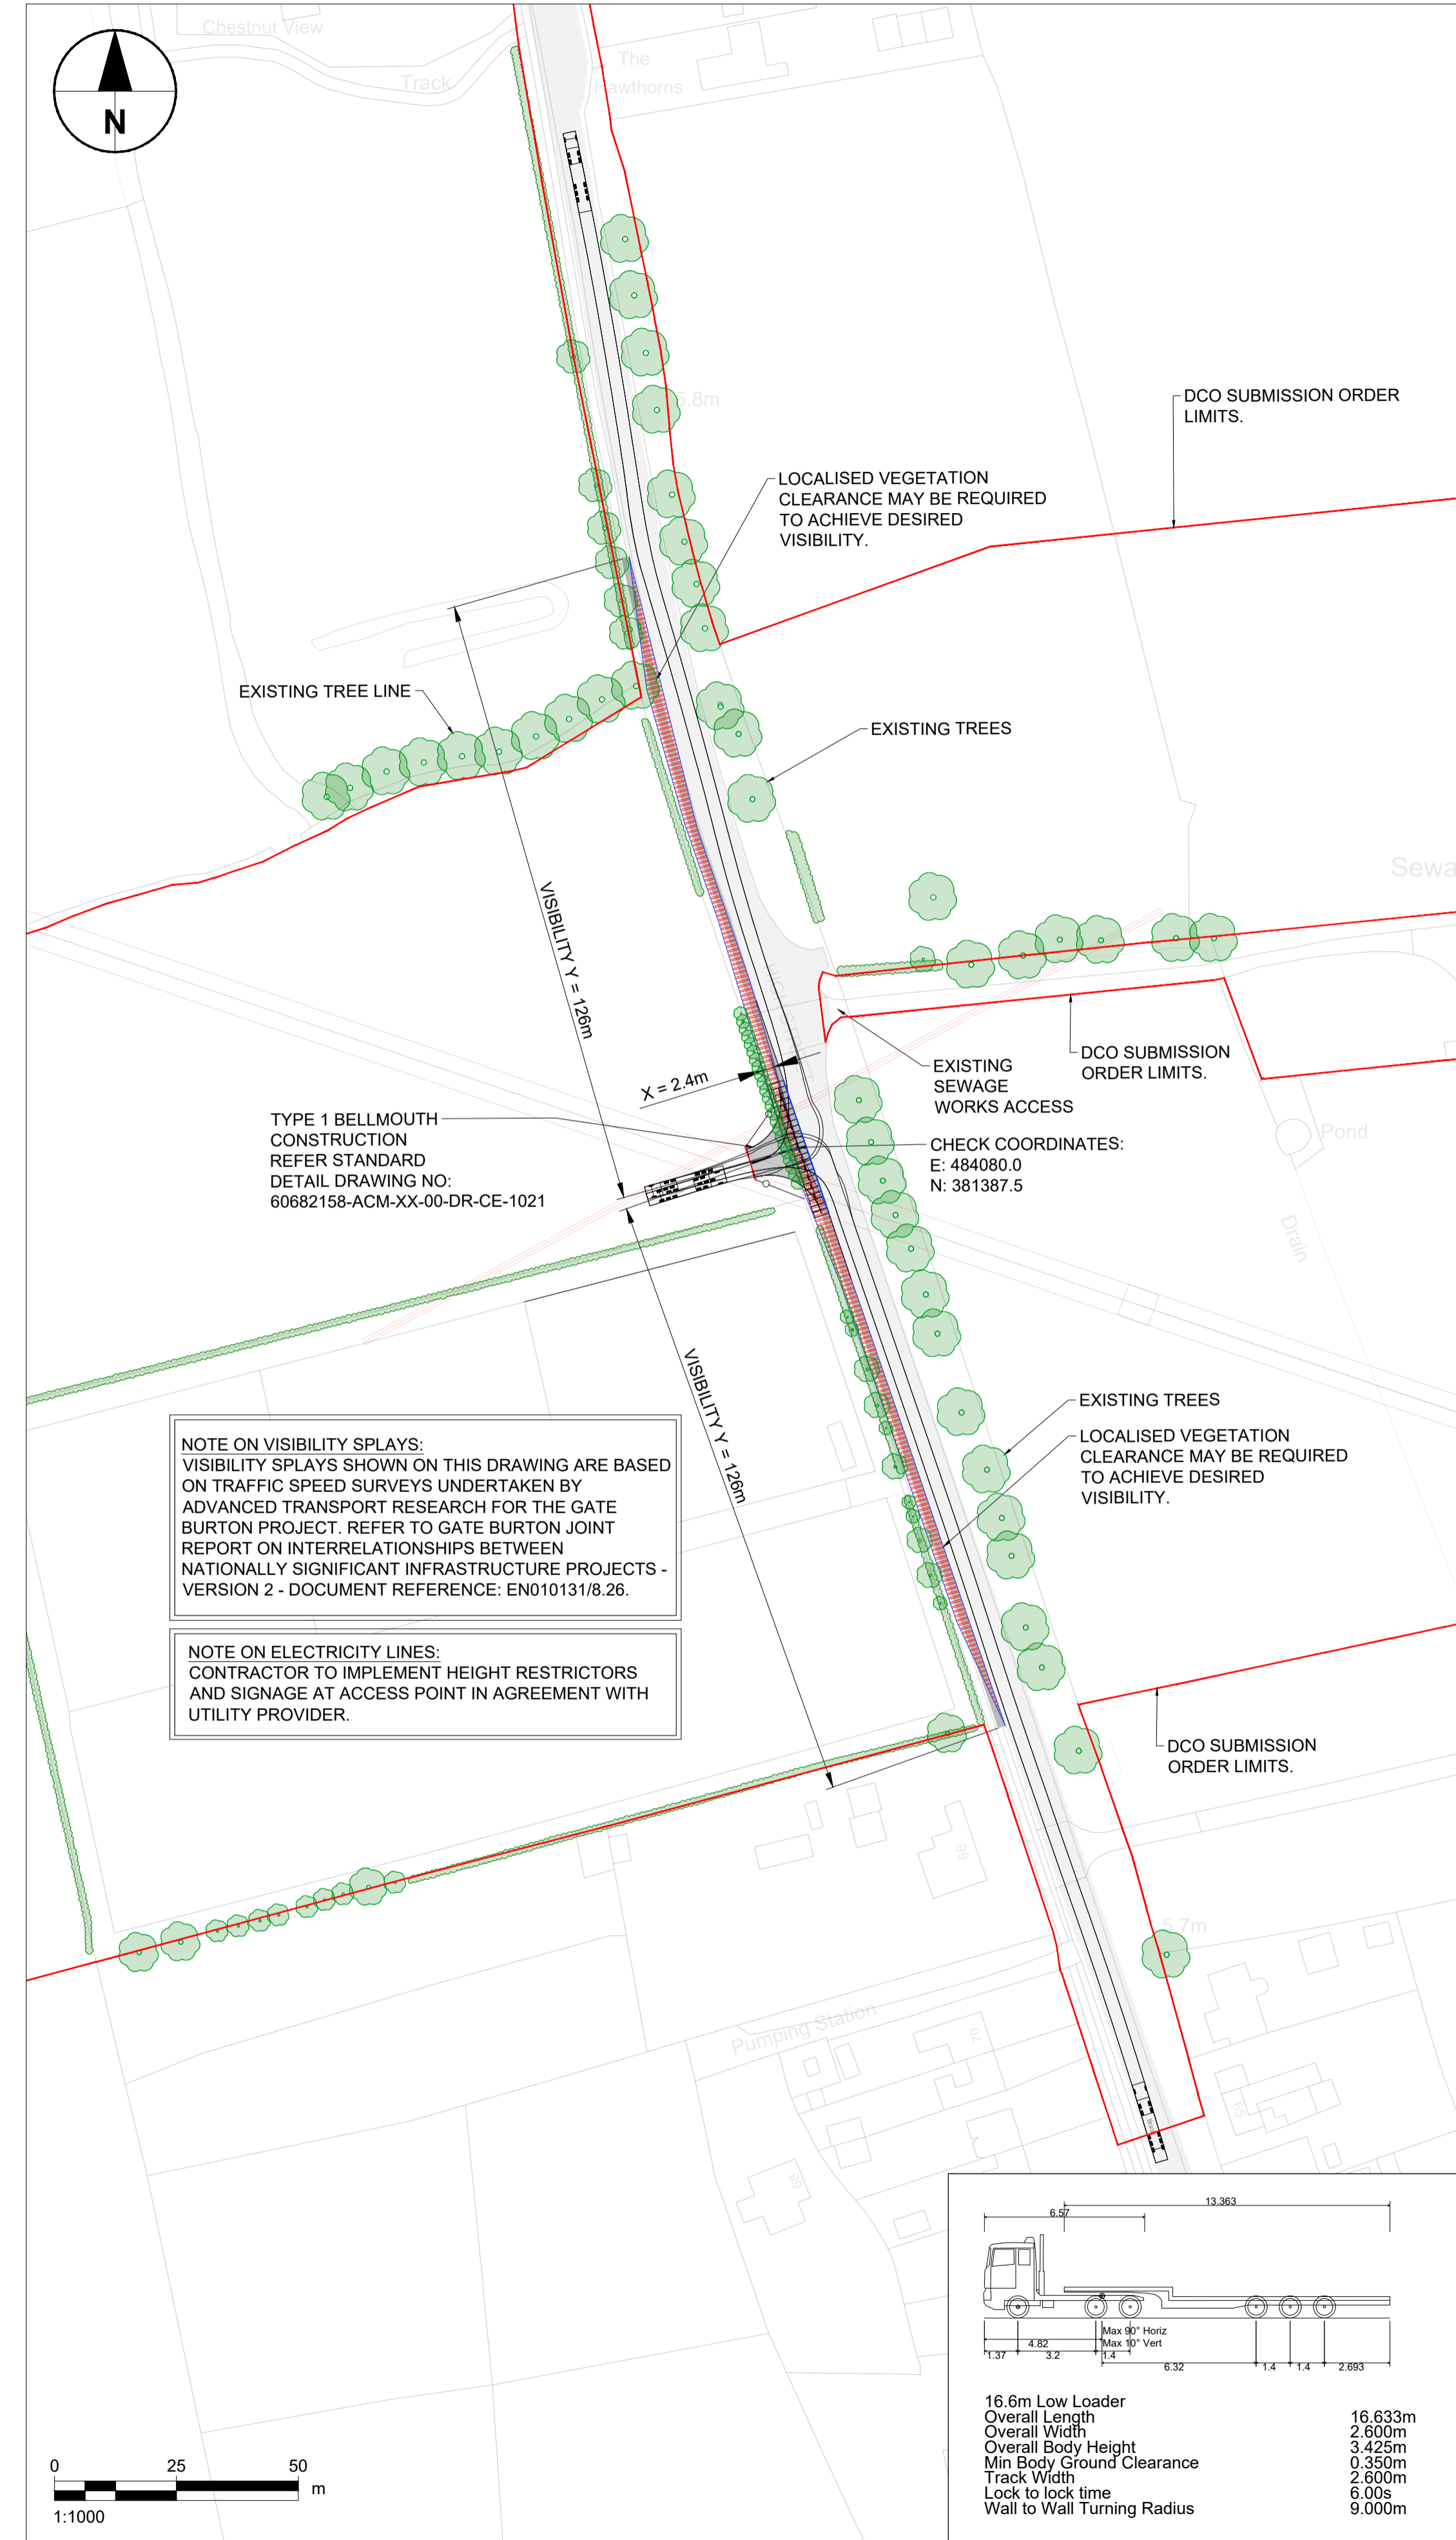 Chestnut View
Track
The
Hawthorns
N
5.8m
DCO SUBMISSION ORDER
LIMITS.
LOCALISED VEGETATION
CLEARANCE MAY BE REQUIRED
TO ACHIEVE DESIRED
VISIBILITY.
EXISTING TREE LINE
EXISTING TREES
Sewa
VISIBILITY Y = 126m
X = 2.4m
EXISTING
SEWAGE
WORKS ACCESS
DCO SUBMISSION
ORDER LIMITS.
TYPE 1 BELLMOUTH
CONSTRUCTION
REFER STANDARD
DETAIL DRAWING NO:
60682158-ACM-XX-00-DR-CE-1021
CHECK COORDINATES:
E: 484080.0
N: 381387.5
Pond
Drain
VISIBILITY Y = 126m
EXISTING TREES
LOCALISED VEGETATION
CLEARANCE MAY BE REQUIRED
TO ACHIEVE DESIRED
VISIBILITY.
NOTE ON VISIBILITY SPLAYS:
VISIBILITY SPLAYS SHOWN ON THIS DRAWING ARE BASED
ON TRAFFIC SPEED SURVEYS UNDERTAKEN BY
ADVANCED TRANSPORT RESEARCH FOR THE GATE
BURTON PROJECT. REFER TO GATE BURTON JOINT
REPORT ON INTERRELATIONSHIPS BETWEEN
NATIONALLY SIGNIFICANT INFRASTRUCTURE PROJECTS -
VERSION 2 - DOCUMENT REFERENCE: EN010131/8.26.
NOTE ON ELECTRICITY LINES:
CONTRACTOR TO IMPLEMENT HEIGHT RESTRICTORS
AND SIGNAGE AT ACCESS POINT IN AGREEMENT WITH
UTILITY PROVIDER.
DCO SUBMISSION
ORDER LIMITS.
5.7m
Pumping Station
13.363
6.57
Max 90° Horiz
Max 10° Vert
4.82
1.37
3.2
1.4
6.32
1.4
1.4
2.693
16.6m Low Loader
Overall Length 16.633m
Overall Width 2.600m
Overall Body Height 3.425m
Min Body Ground Clearance 0.350m
Track Width 2.600m
Lock to lock time 6.00s
Wall to Wall Turning Radius 9.000m
0 25 50
m
1:1000